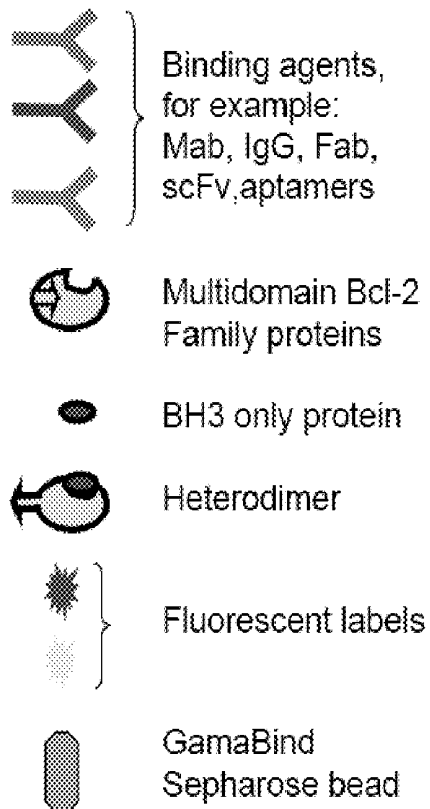 Binding agents,
for example:
Mab, IgG, Fab,
scFv,aptamers
Multidomain Bcl-2
Family proteins
BH3 only protein
Heterodimer
Fluorescent labels
GamaBind
Sepharose bead